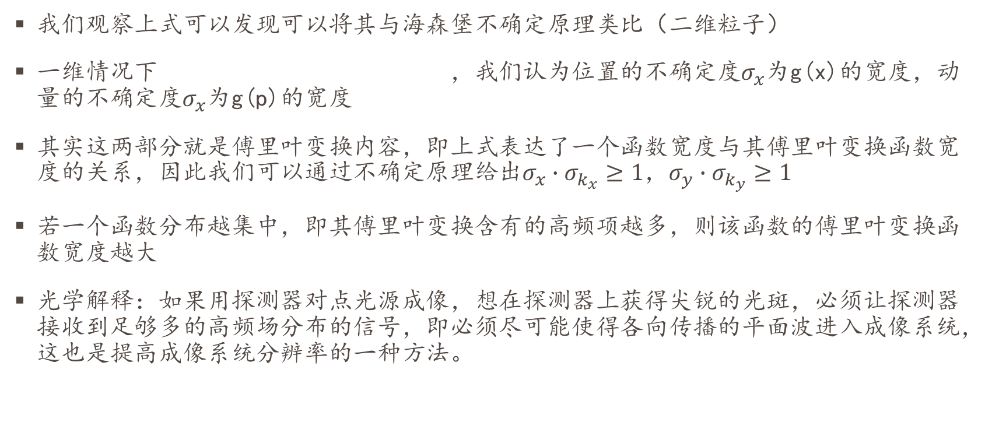 ▪ 我们观察上式可以发现可以将其与海森堡不确定原理类比（二维粒子）
▪ 一维情况下 ，我们认为位置的不确定度σₓ为g(x)的宽度，动
量的不确定度σₓ为g(p)的宽度
▪ 其实这两部分就是傅里叶变换内容，即上式表达了一个函数宽度与其傅里叶变换函数宽
度的关系，因此我们可以通过不确定原理给出σ_x · σ_{k_x} ≥ 1，σ_y · σ_{k_y} ≥ 1
▪ 若一个函数分布越集中，即其傅里叶变换含有的高频项越多，则该函数的傅里叶变换函
数宽度越大
▪ 光学解释：如果用探测器对点光源成像，想在探测器上获得尖锐的光斑，必须让探测器
接收到足够多的高频场分布的信号，即必须尽可能使得各向传播的平面波进入成像系统，
这也是提高成像系统分辨率的一种方法。